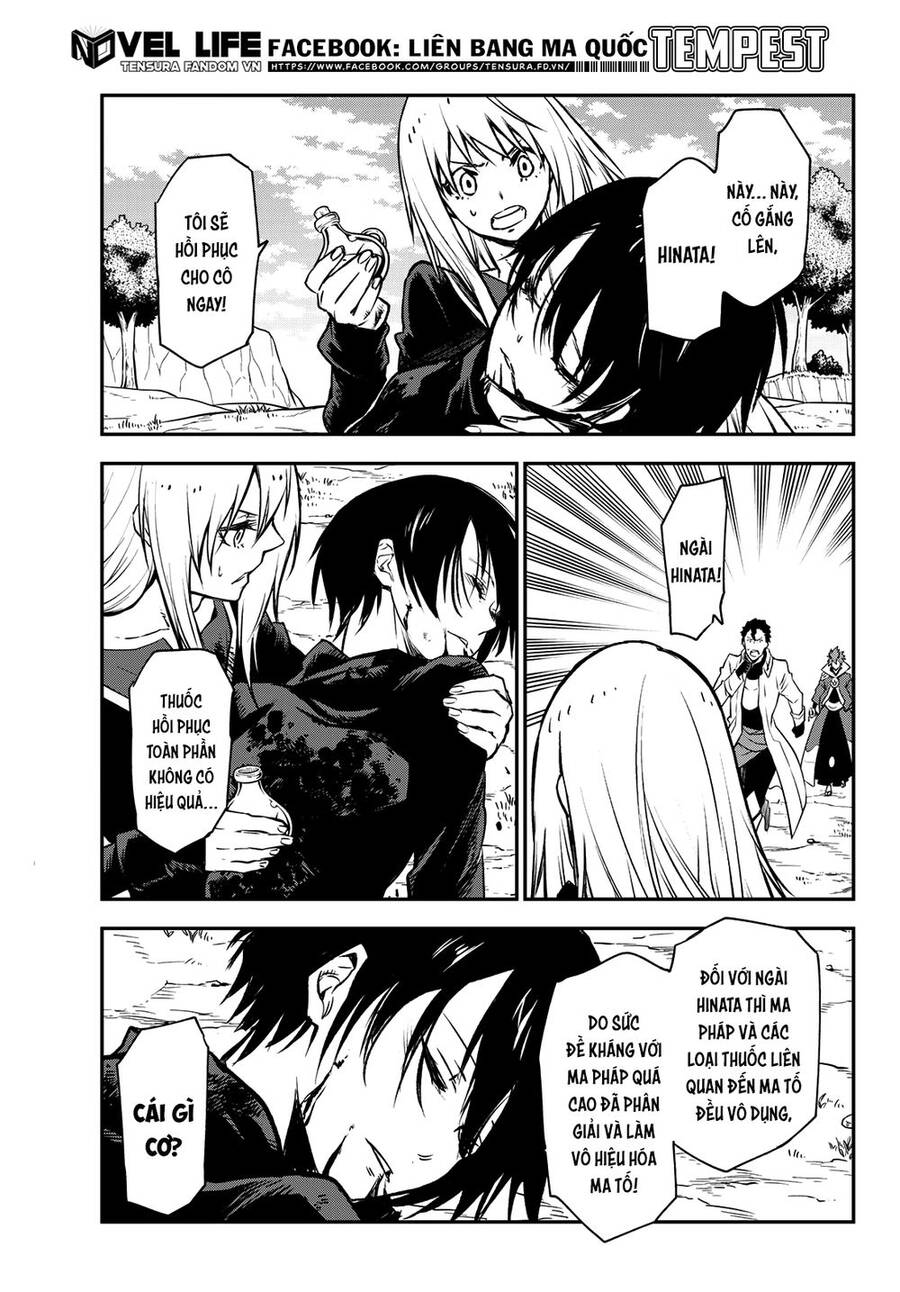 NOVEL LIFE
TENSURA FANDOM VN
FACEBOOK: LIÊN BANG MA QUỐC
HTTPS://WWW.FACEBOOK.COM/GROUPS/TENSURA.FD.VN/
TEMPEST
NÀY... NÀY,
CỐ GẮNG
LÊN,
HINATA!
TÔI SẼ
HỒI PHỤC
CHO CÔ
NGAY!
NGÀI
HINATA!
THUỐC
HỒI PHỤC
TOÀN PHẦN
KHÔNG CÓ
HIỆU QUẢ...
ĐỐI VỚI NGÀI
HINATA THÌ MA
PHÁP VÀ CÁC
LOẠI THUỐC LIÊN
QUAN ĐẾN MA TỐ
ĐỀU VÔ DỤNG,
DO SỨC
ĐỀ KHÁNG VỚI
MA PHÁP QUÁ
CAO ĐÃ PHÂN
GIẢI VÀ LÀM
VÔ HIỆU HÓA
MA TỐ!
CÁI GÌ
CƠ?